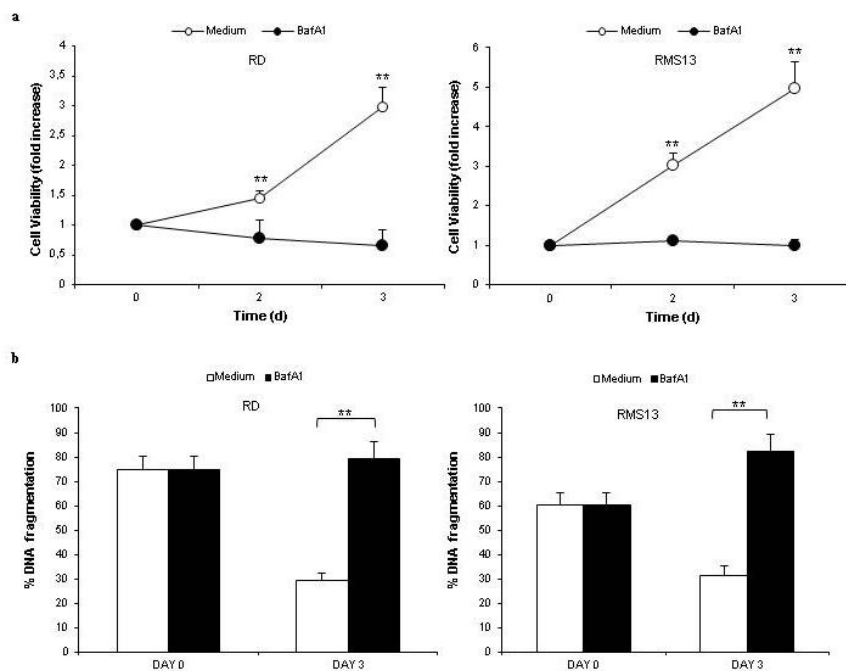 a
Medium BafA1
RD
Cell Viability (fold increase)
4
3,5
3
2,5
2
1,5
1
0,5
0
**
**
0 2 3
Time (d)
Medium BafA1
RMS13
Cell Viability (fold increase)
6
5
4
3
2
1
0
**
**
0 2 3
Time (d)
b
Medium BafA1
RD
% DNA fragmentation
100
90
80
70
60
50
40
30
20
10
0
**
DAY 0 DAY 3
Medium BafA1
RMS13
% DNA fragmentation
100
90
80
70
60
50
40
30
20
10
0
**
DAY 0 DAY 3